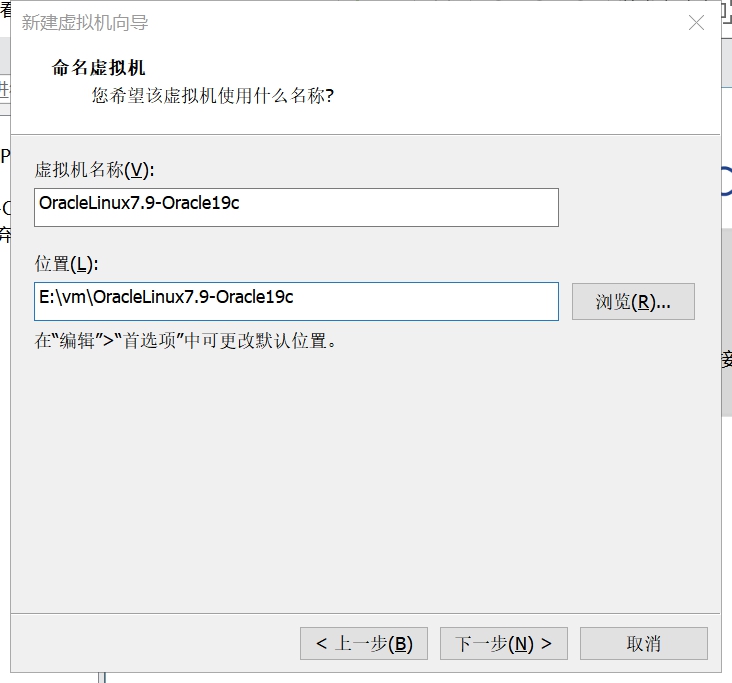 新建虚拟机向导
命名虚拟机
您希望该虚拟机使用什么名称?
虚拟机名称(V):
OracleLinux7.9-Oracle19c
位置(L):
E:\vm\OracleLinux7.9-Oracle19c
浏览(R)...
在“编辑”>“首选项”中可更改默认位置。
< 上一步(B)
下一步(N) >
取消